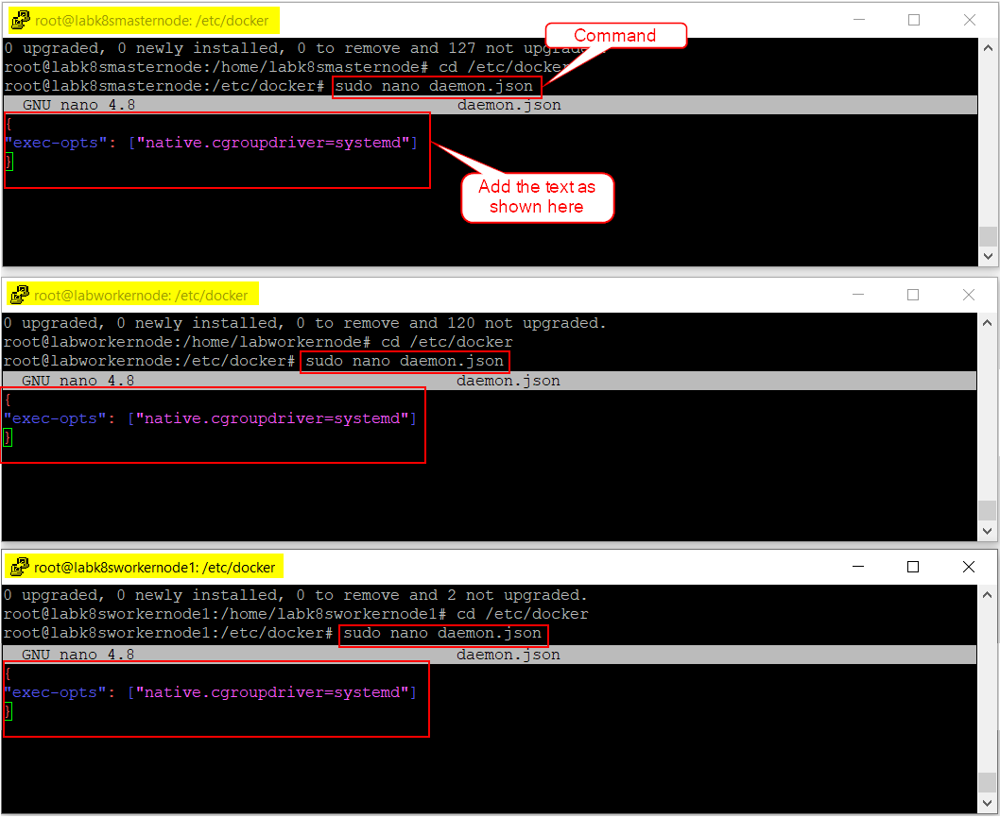 root@labk8smasternode: /etc/docker
0 upgraded, 0 newly installed, 0 to remove and 127 not upgrade.
Command
root@labk8smasternode:/home/labk8smasternode# cd /etc/docke
root@labk8smasternode:/etc/docker# sudo nano daemon.json
GNU nano 4.8 daemon.json
{
"exec-opts": ["native.cgroupdriver=systemd"]
}
Add the text as
shown here
root@labworkernode: /etc/docker
0 upgraded, 0 newly installed, 0 to remove and 120 not upgraded.
root@labworkernode:/home/labworkernode# cd /etc/docker
root@labworkernode:/etc/docker# sudo nano daemon.json
GNU nano 4.8 daemon.json
{
"exec-opts": ["native.cgroupdriver=systemd"]
}
root@labk8sworkernode1: /etc/docker
0 upgraded, 0 newly installed, 0 to remove and 2 not upgraded.
root@labk8sworkernode1:/home/labk8sworkernode1# cd /etc/docker
root@labk8sworkernode1:/etc/docker# sudo nano daemon.json
GNU nano 4.8 daemon.json
{
"exec-opts": ["native.cgroupdriver=systemd"]
}